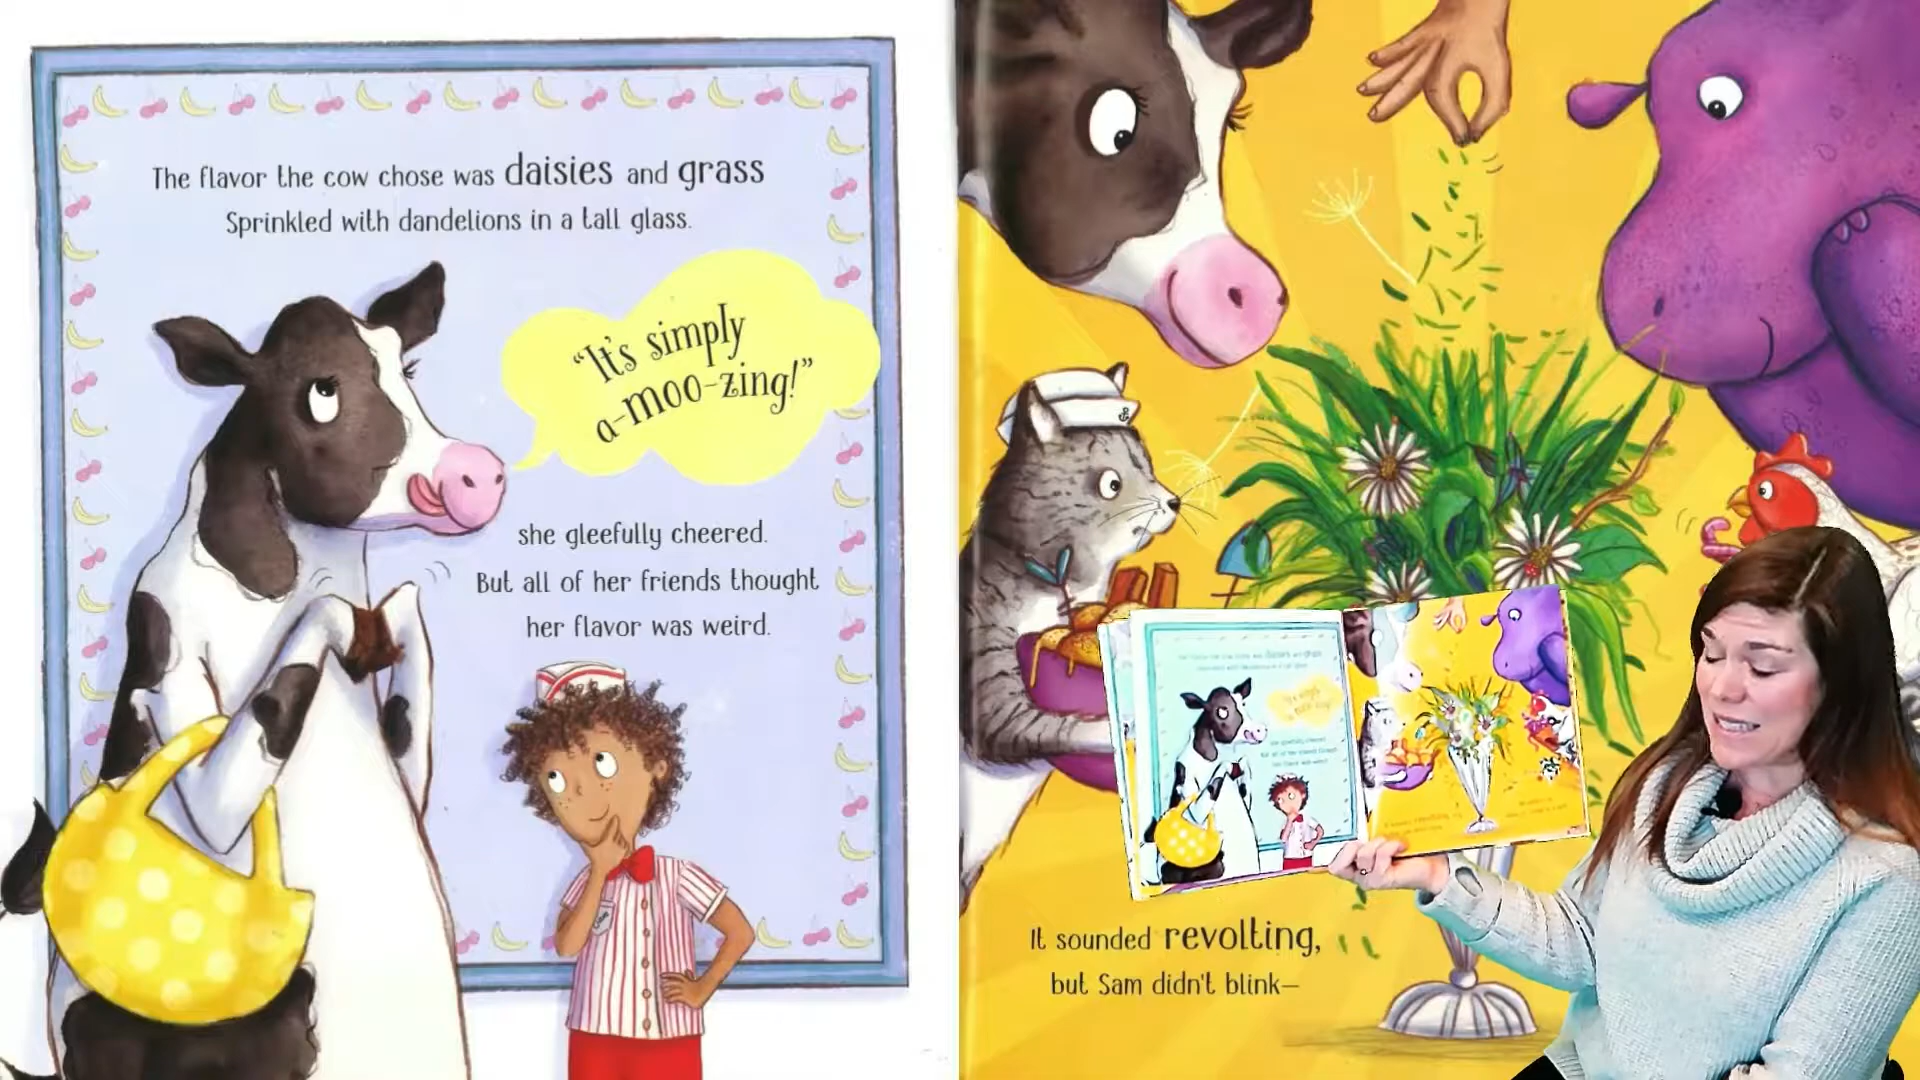 The flavor the cow chose was daisies and grass
Sprinkled with dandelions in a tall glass.
"It's simply
a-moo-zing!"
she gleefully cheered.
But all of her friends thought
her flavor was weird.
It sounded revolting,
but Sam didn't blink—